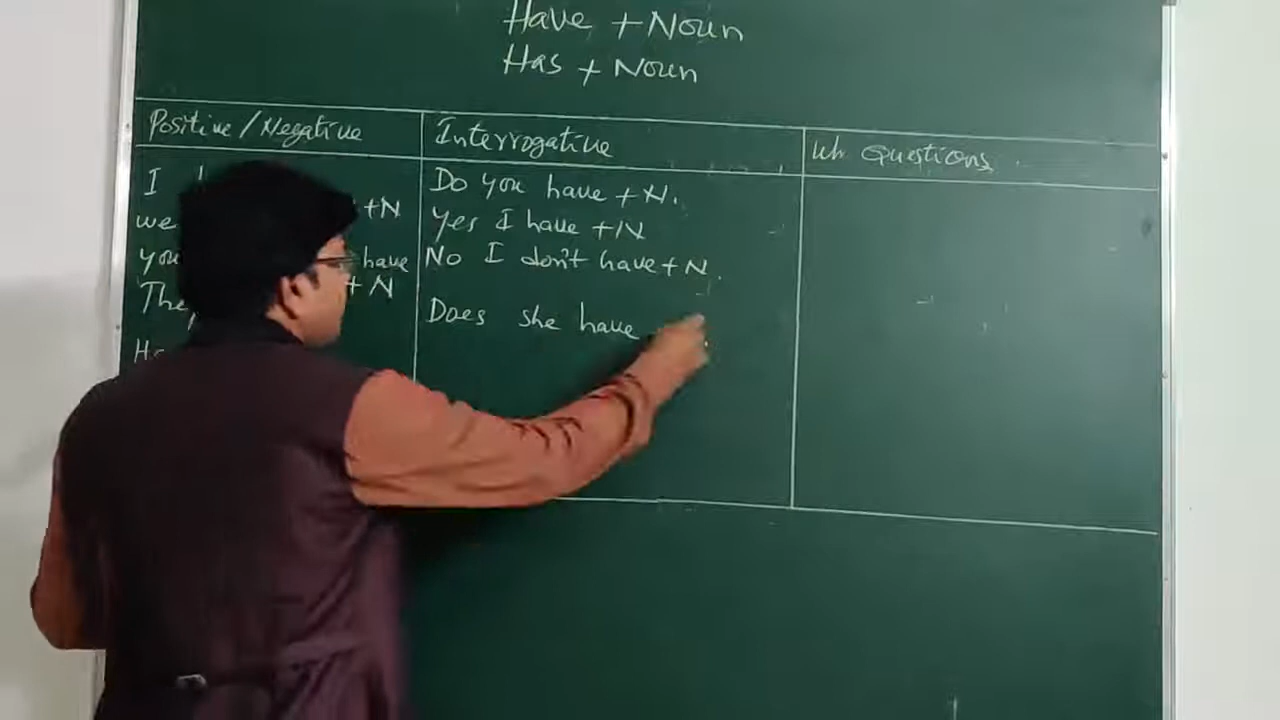 Have + Noun
Has + Noun
Positive / Negative
Interrogative
Wh Questions
I
+N
we
you
have
+ N
Do you have + N.
Yes I have + N
No I don't have + N.
Does she have